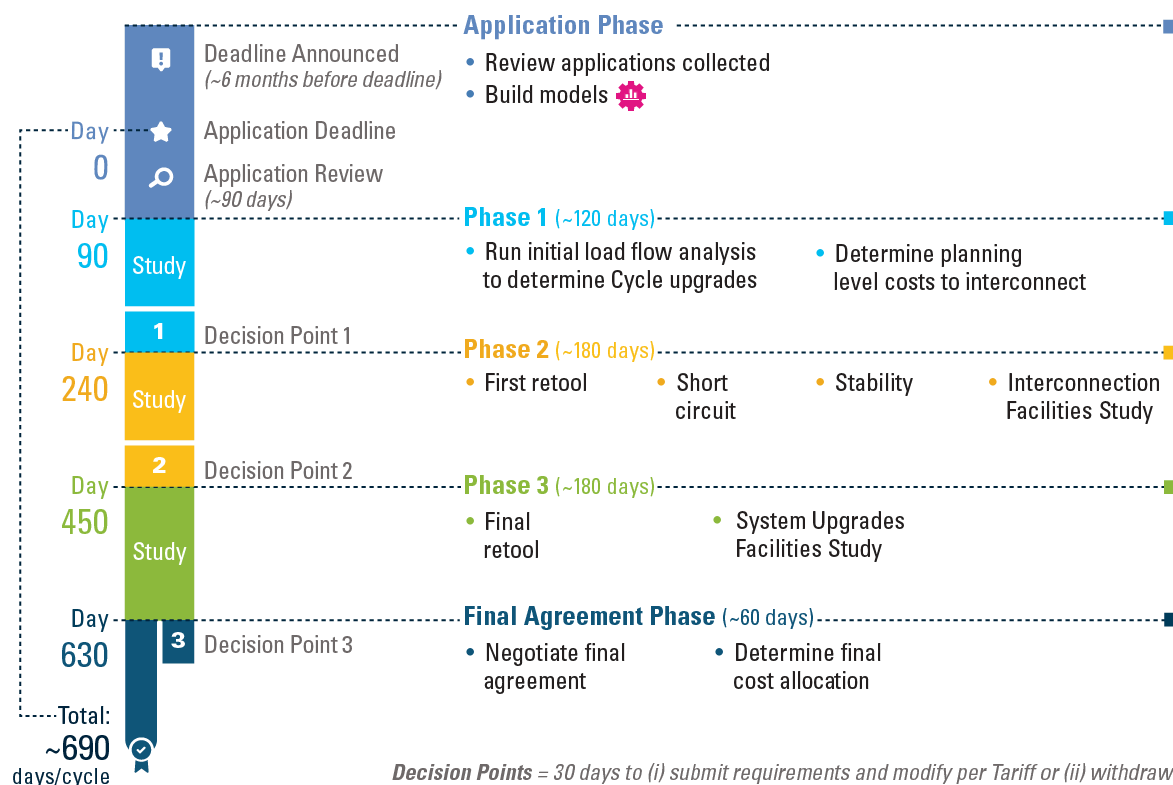 Application Phase
Deadline Announced
(~6 months before deadline)
• Review applications collected
• Build models
Day
0
Application Deadline
Application Review
(~90 days)
Day
90
Study
Phase 1 (~120 days)
• Run initial load flow analysis
to determine Cycle upgrades
• Determine planning
level costs to interconnect
1
Decision Point 1
Day
240
Study
Phase 2 (~180 days)
• First retool
• Short
circuit
• Stability
• Interconnection
Facilities Study
2
Decision Point 2
Day
450
Study
Phase 3 (~180 days)
• Final
retool
• System Upgrades
Facilities Study
Day
630
3
Decision Point 3
Final Agreement Phase (~60 days)
• Negotiate final
agreement
• Determine final
cost allocation
Total:
~690
days/cycle
Decision Points = 30 days to (i) submit requirements and modify per Tariff or (ii) withdraw